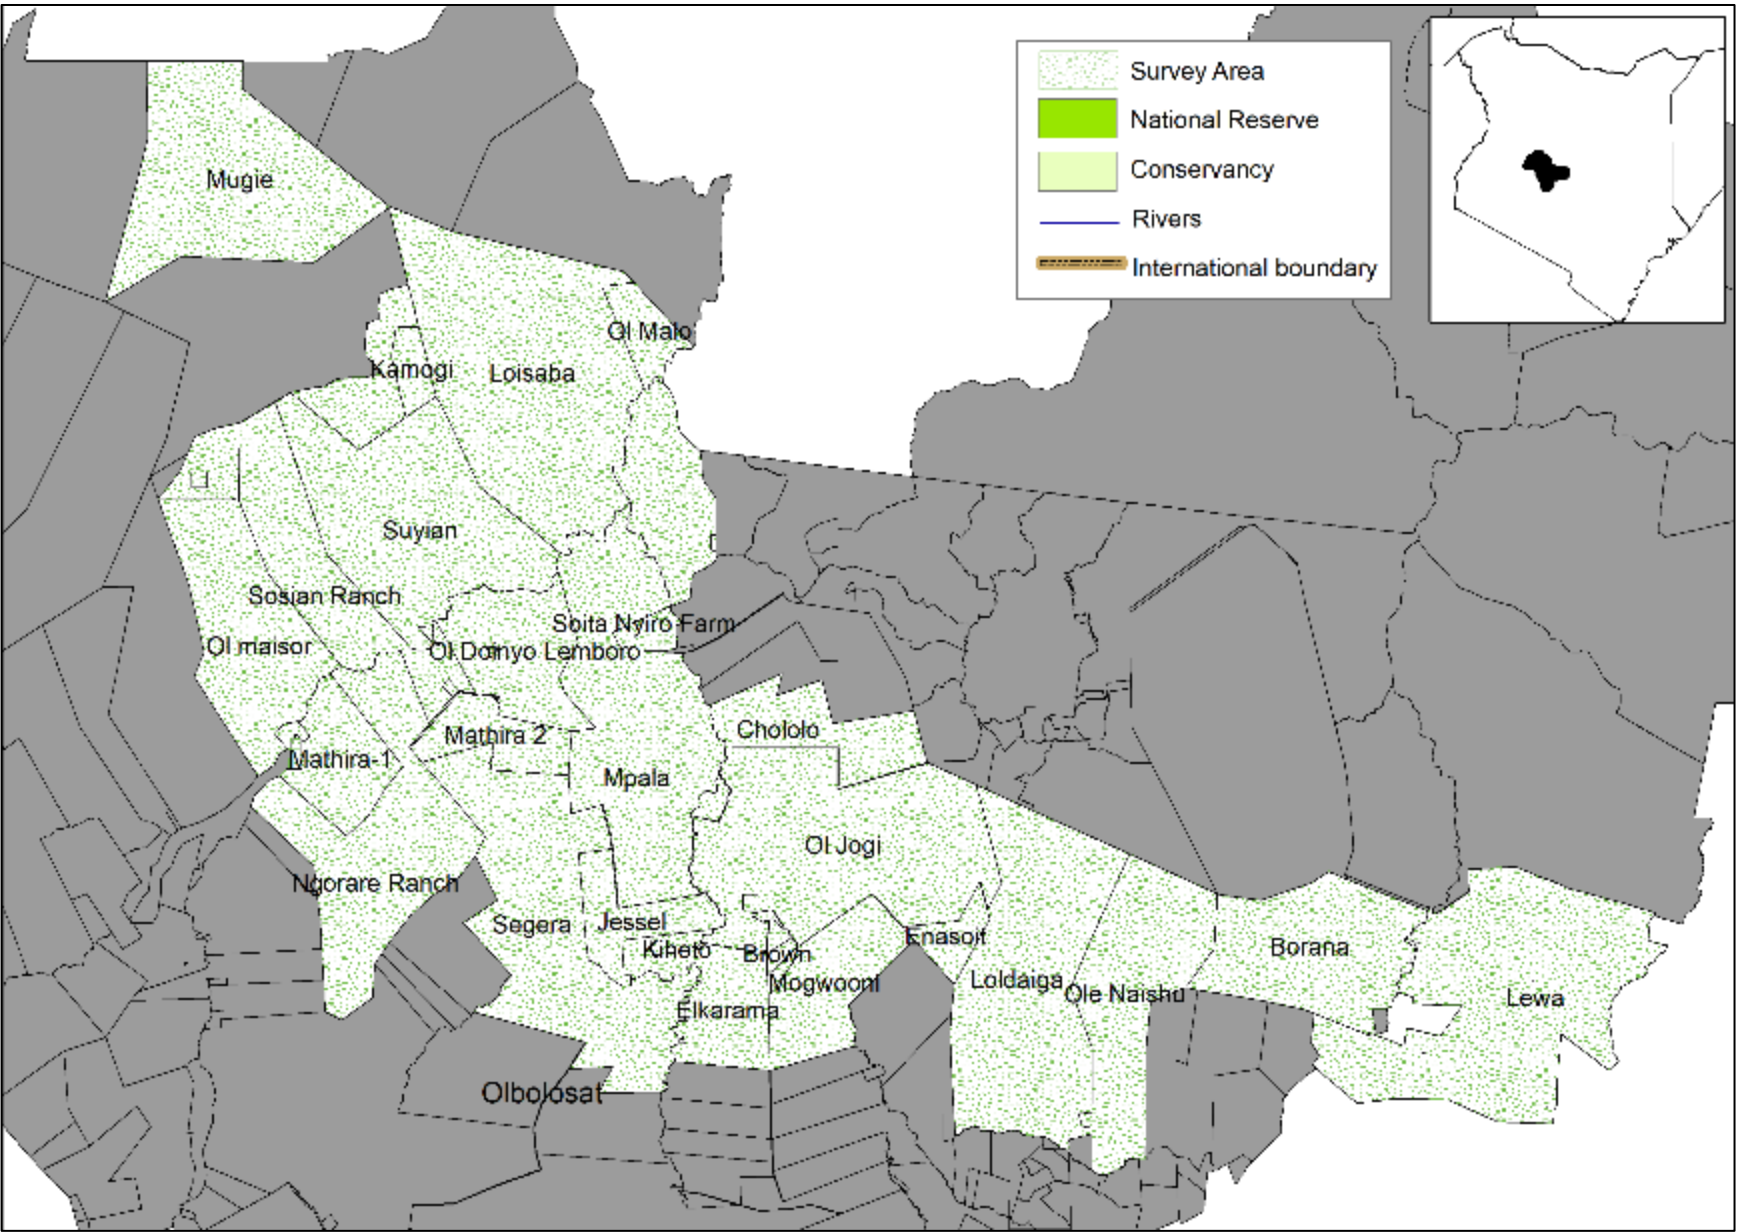 Survey Area
National Reserve
Conservancy
Rivers
International boundary
Mugie
Ol Malo
Kamogi
Loisaba
Suyian
Sosian Ranch
Soita Nyiro Farm
Ol maisor
Ol Doinyo Lemboro
Chololo
Mathira 2
Mathira-1
Mpala
Ol Jogi
Ngorare Ranch
Segera
Jessel
Enasoit
Kiheto
Brown
Borana
Mogwooni
Loldaiga
Ole Naishu
Lewa
Elkarama
Olbolosat